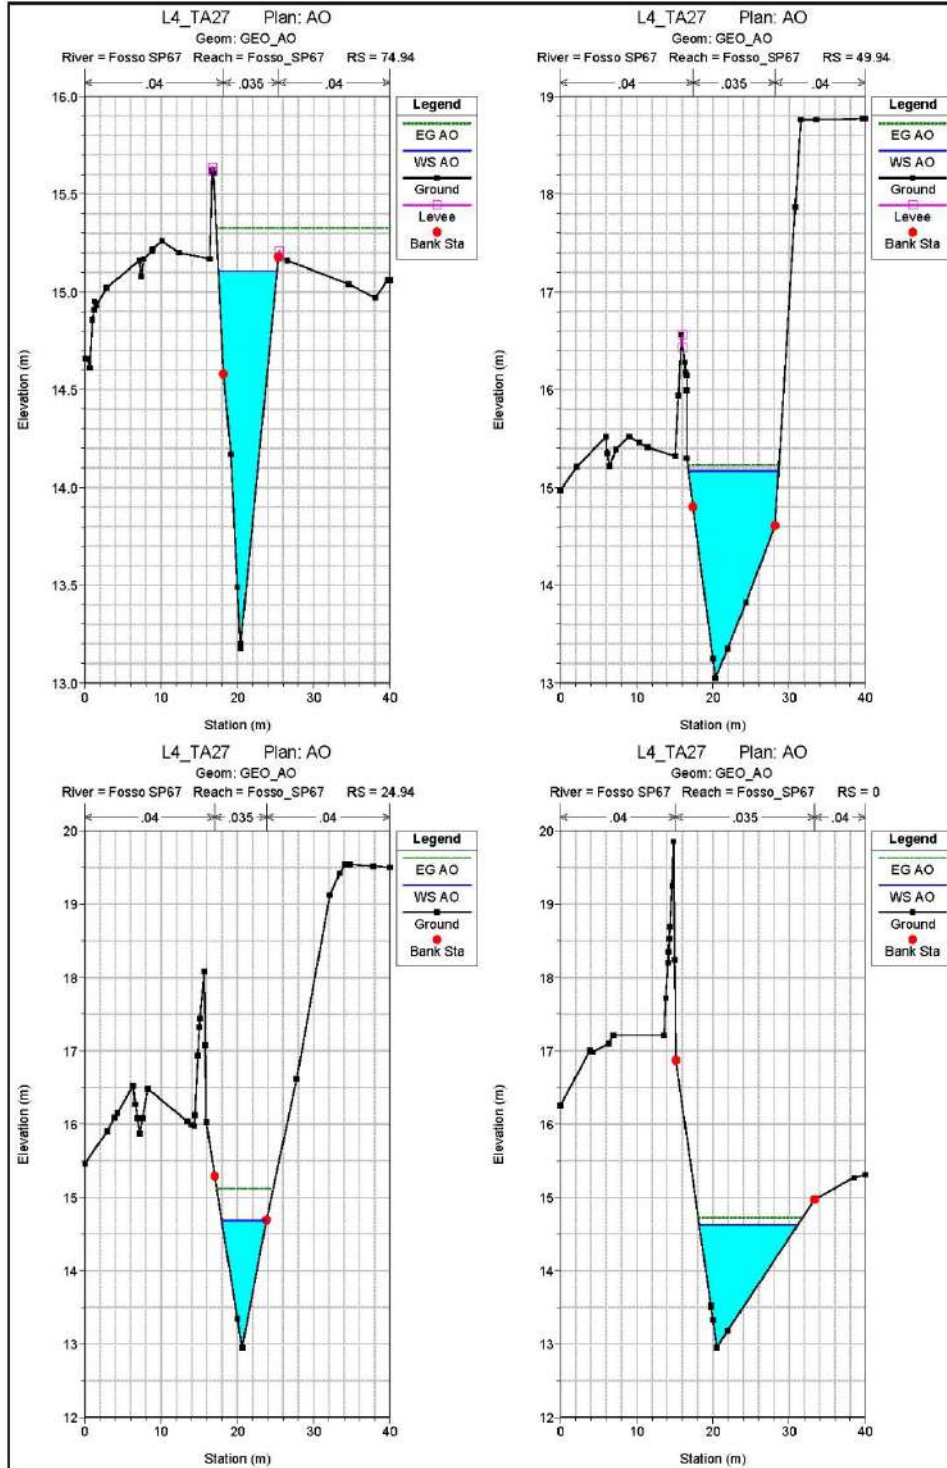 L4_TA27 Plan: AO
Geom: GEO_AO
River = Fosso SP67 Reach = Fosso_SP67 RS = 74.94
.04 .035 .04
16.0
15.5
15.0
14.5
14.0
13.5
13.0
Elevation (m)
0 10 20 30 40
Station (m)
Legend
EG AO
WS AO
Ground
Levee
Bank Sta
L4_TA27 Plan: AO
Geom: GEO_AO
River = Fosso SP67 Reach = Fosso_SP67 RS = 49.94
.04 .035 .04
19
18
17
16
15
14
13
Elevation (m)
0 10 20 30 40
Station (m)
Legend
EG AO
WS AO
Ground
Levee
Bank Sta
L4_TA27 Plan: AO
Geom: GEO_AO
River = Fosso SP67 Reach = Fosso_SP67 RS = 24.94
.04 .035 .04
20
19
18
17
16
15
14
13
12
Elevation (m)
0 10 20 30 40
Station (m)
Legend
EG AO
WS AO
Ground
Bank Sta
L4_TA27 Plan: AO
Geom: GEO_AO
River = Fosso SP67 Reach = Fosso_SP67 RS = 0
.04 .035 .04
20
19
18
17
16
15
14
13
12
Elevation (m)
0 10 20 30 40
Station (m)
Legend
EG AO
WS AO
Ground
Bank Sta